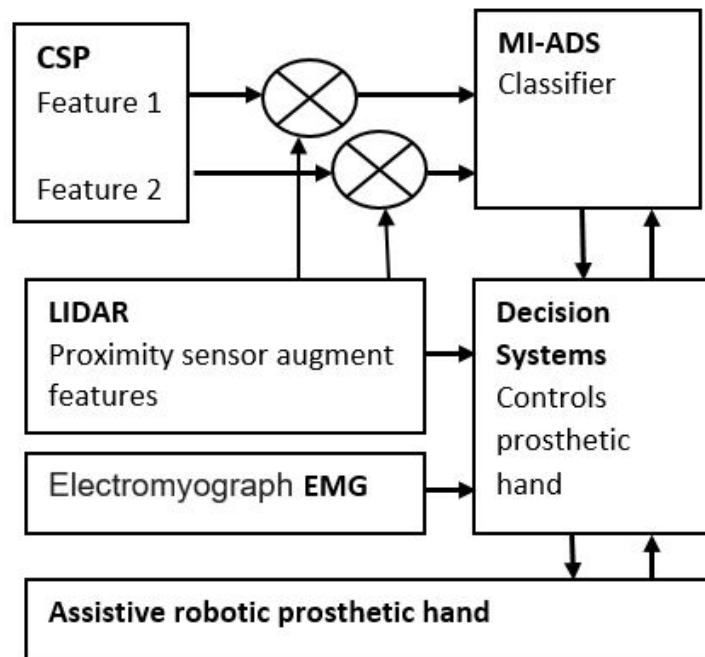 CSP
Feature 1
Feature 2
MI-ADS
Classifier
LIDAR
Proximity sensor augment
features
Decision
Systems
Controls
prosthetic
hand
Electromyograph EMG
Assistive robotic prosthetic hand